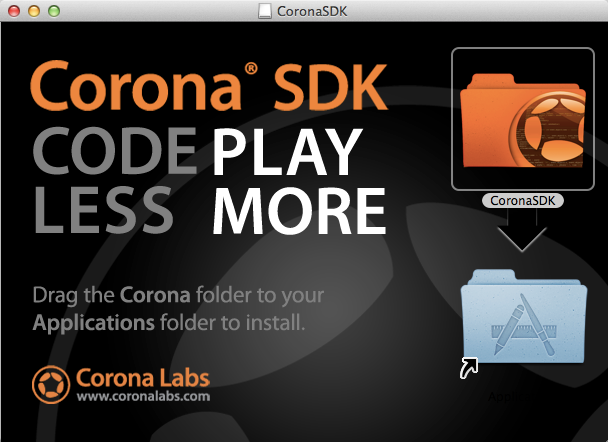 CoronaSDK
Corona® SDK
CODE PLAY
LESS MORE
CoronaSDK
Drag the Corona folder to your
Applications folder to install.
Corona Labs
www.coronalabs.com